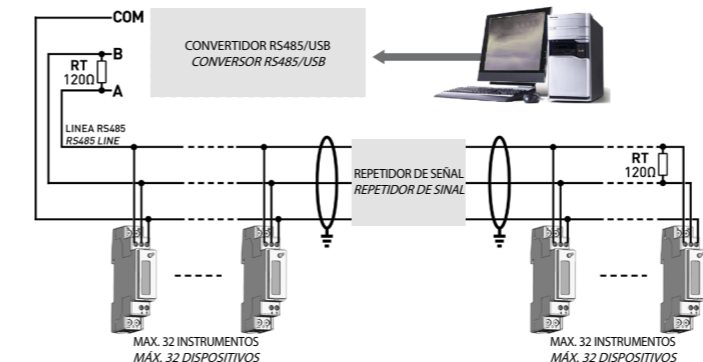 COM
CONVERTIDOR RS485/USB
CONVERSOR RS485/USB
B
RT
120Ω
A
LINEA RS485
RS485 LINE
REPETIDOR DE SEÑAL
REPETIDOR DE SINAL
RT
120Ω
MAX. 32 INSTRUMENTOS
MÁX. 32 DISPOSITIVOS
MAX. 32 INSTRUMENTOS
MÁX. 32 DISPOSITIVOS